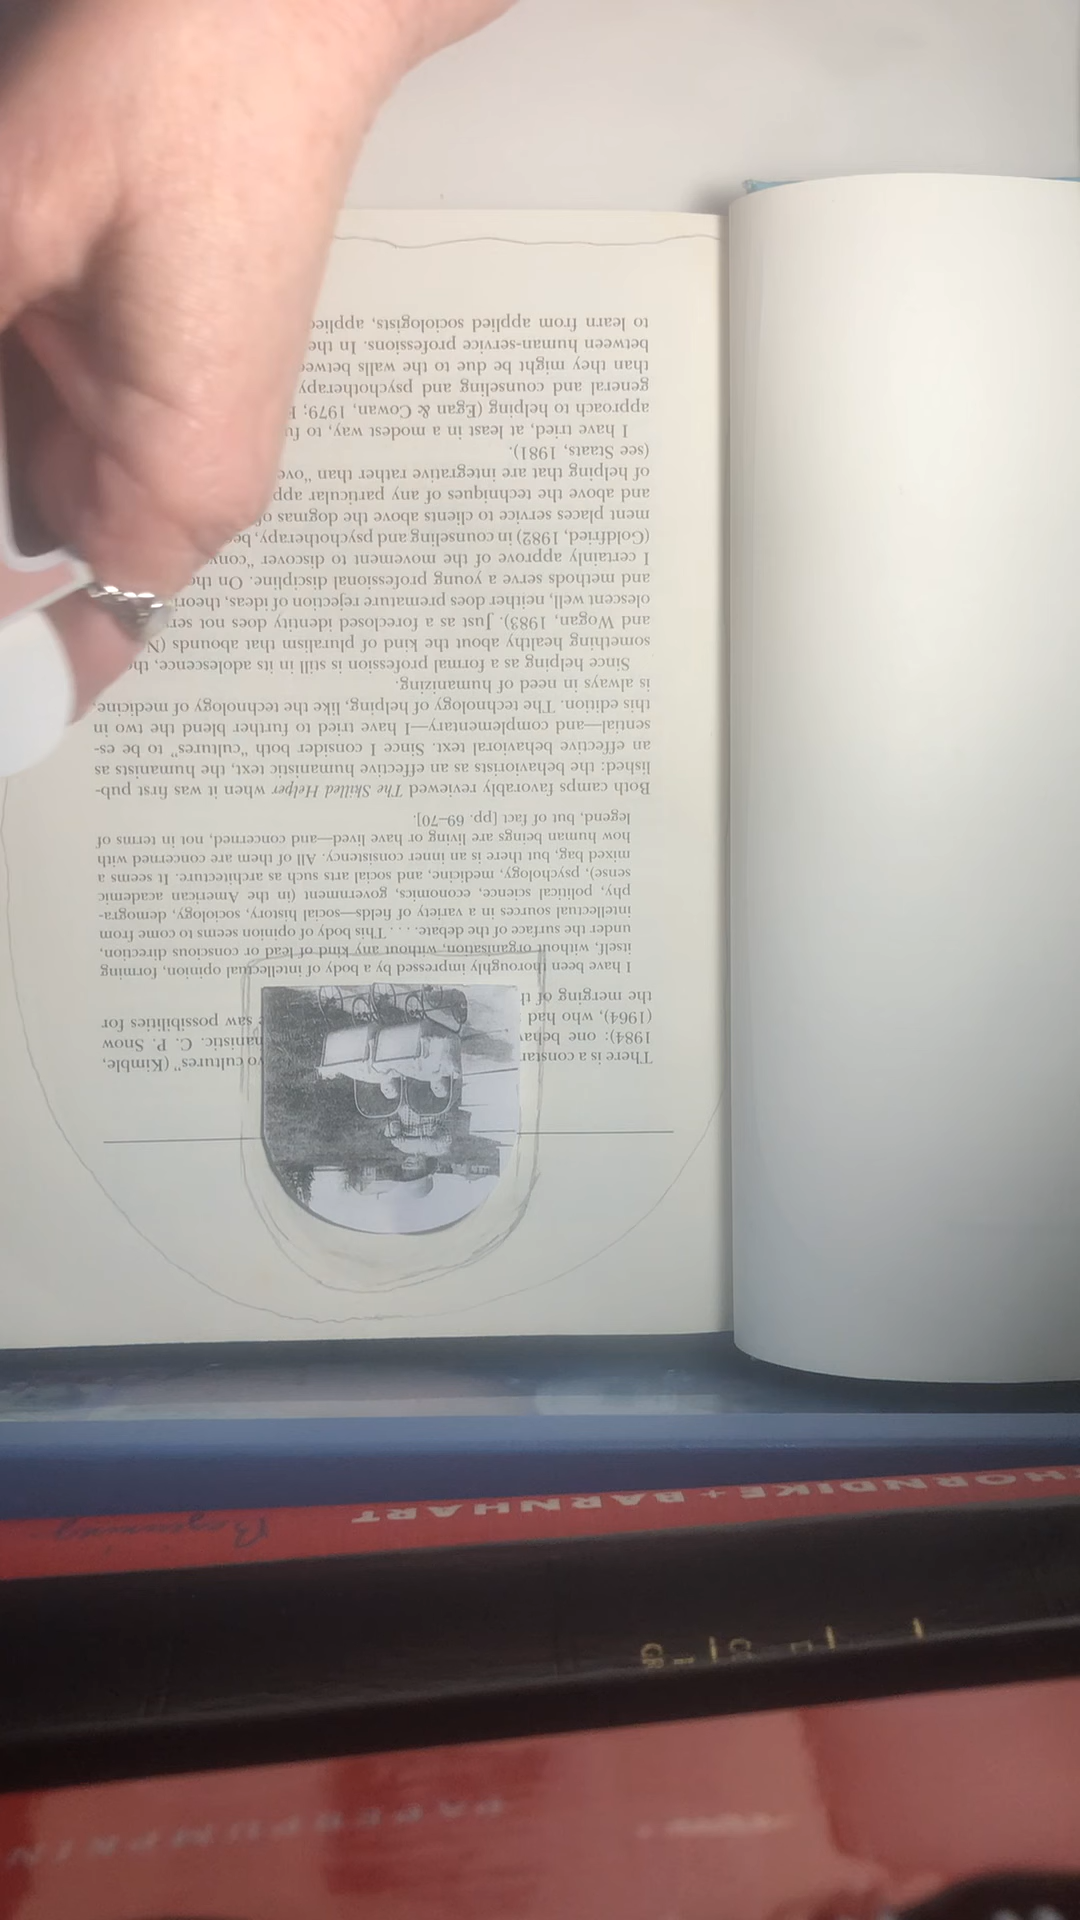 There is a constan
vo cultures" (Kimble,
1984): one behav
nanistic. C. P. Snow
(1964), who had
saw possibilities for
the merging of th
I have been thoroughly impressed by a body of intellectual opinion, forming
itself, without organisation, without any kind of lead or conscious direction,
under the surface of the debate. . . . This body of opinion seems to come from
intellectual sources in a variety of fields—social history, sociology, demogra-
phy, political science, economics, government (in the American academic
sense), psychology, medicine, and social arts such as architecture. It seems a
mixed bag, but there is an inner consistency. All of them are concerned with
how human beings are living or have lived—and concerned, not in terms of
legend, but of fact [pp. 69–70].
Both camps favorably reviewed The Skilled Helper when it was first pub-
lished: the behaviorists as an effective humanistic text, the humanists as
an effective behavioral text. Since I consider both "cultures" to be es-
sential—and complementary—I have tried to further blend the two in
this edition. The technology of helping, like the technology of medicine,
is always in need of humanizing.
Since helping as a formal profession is still in its adolescence, the
something healthy about the kind of pluralism that abounds (N
and Wogan, 1983). Just as a foreclosed identity does not ser
olescent well, neither does premature rejection of ideas, theori
and methods serve a young professional discipline. On the
I certainly approve of the movement to discover "conv
(Goldfried, 1982) in counseling and psychotherapy, bec
ment places service to clients above the dogmas of
and above the techniques of any particular app
of helping that are integrative rather than "ove
(see Staats, 1981).
I have tried, at least in a modest way, to fu
approach to helping (Egan & Cowan, 1979;
general and counseling and psychotherapy
than they might be due to the walls betwee
between human-service professions. In the
to learn from applied sociologists, applied
HORNDIKE + BARNHART
Beginning